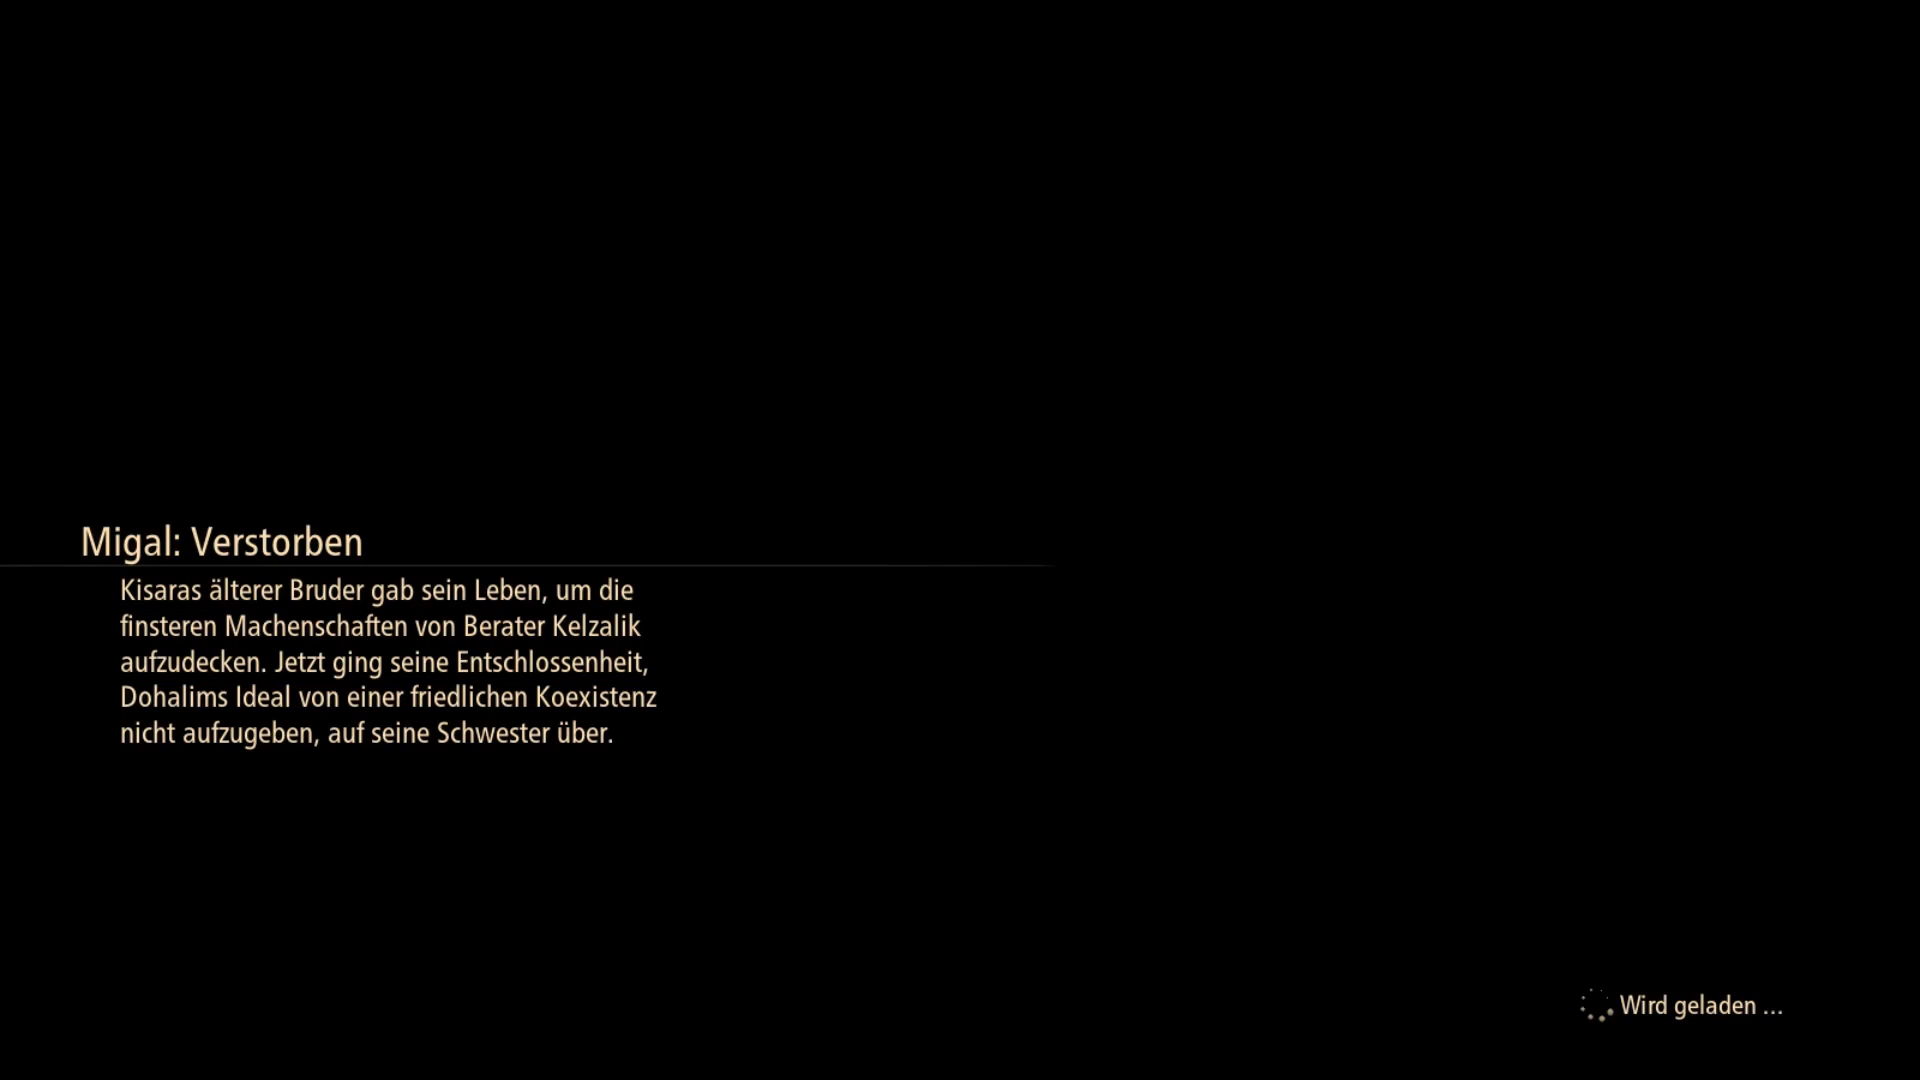 Migal: Verstorben
Kisaras älterer Bruder gab sein Leben, um die
finsteren Machenschaften von Berater Kelzalik
aufzudecken. Jetzt ging seine Entschlossenheit,
Dohalims Ideal von einer friedlichen Koexistenz
nicht aufzugeben, auf seine Schwester über.
Wird geladen ...